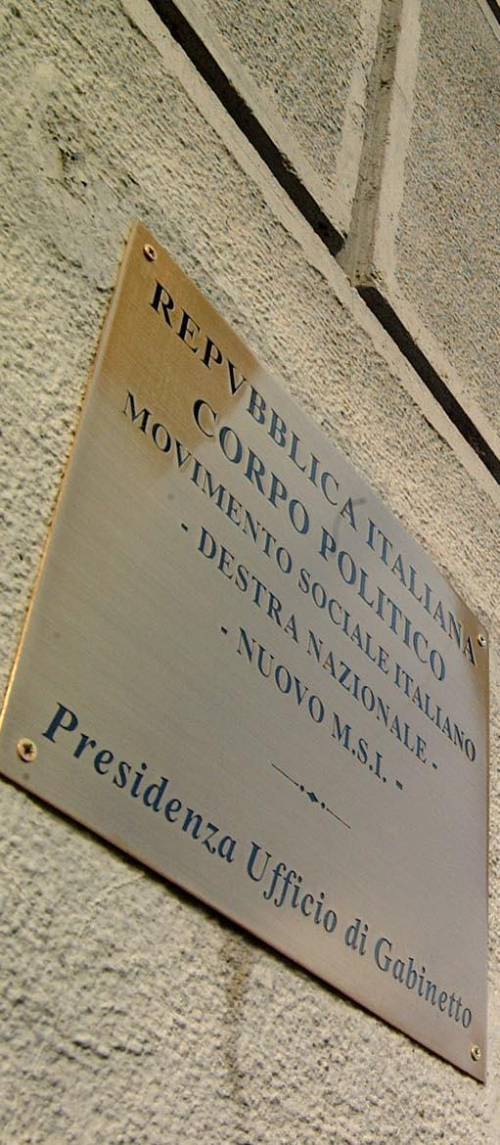 REPVBBLICA ITALIANA
CORPO POLITICO
MOVIMENTO SOCIALE ITALIANO
- DESTRA NAZIONALE -
- NUOVO M.S.I. -
Presidenza Ufficio di Gabinetto